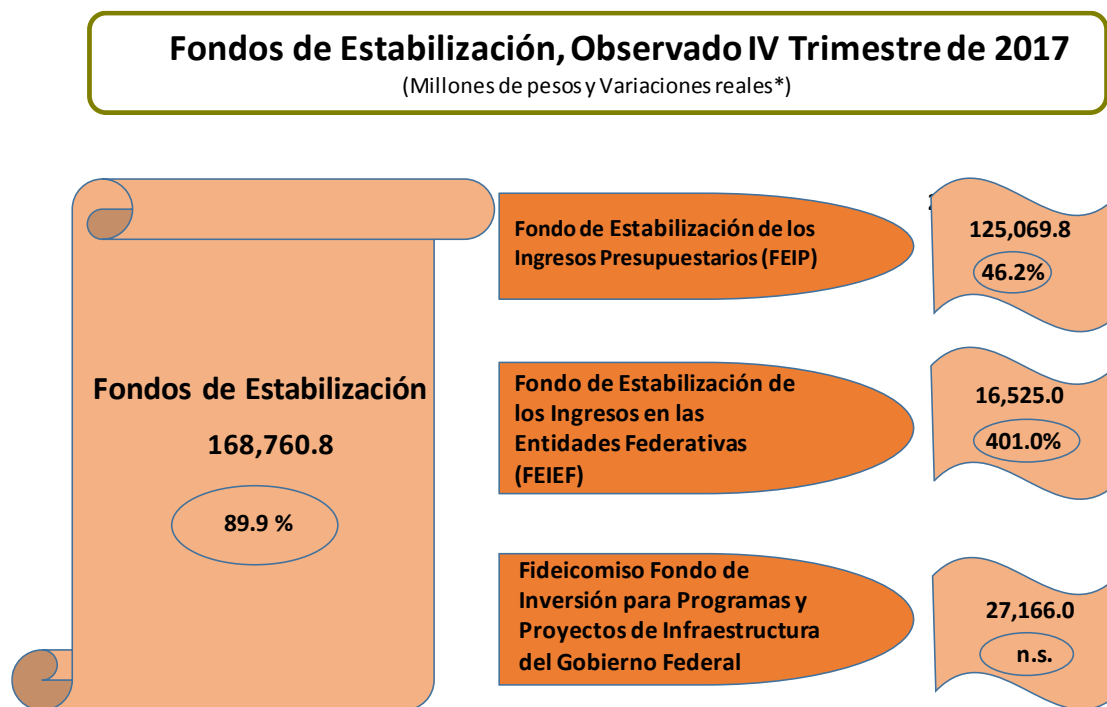 Fondos de Estabilización, Observado IV Trimestre de 2017
(Millones de pesos y Variaciones reales*)
Fondos de Estabilización
168,760.8
89.9 %
Fondo de Estabilización de los
Ingresos Presupuestarios (FEIP)
125,069.8
46.2%
Fondo de Estabilización de
los Ingresos en las
Entidades Federativas
(FEIEF)
16,525.0
401.0%
Fideicomiso Fondo de
Inversión para Programas y
Proyectos de Infraestructura
del Gobierno Federal
27,166.0
n.s.